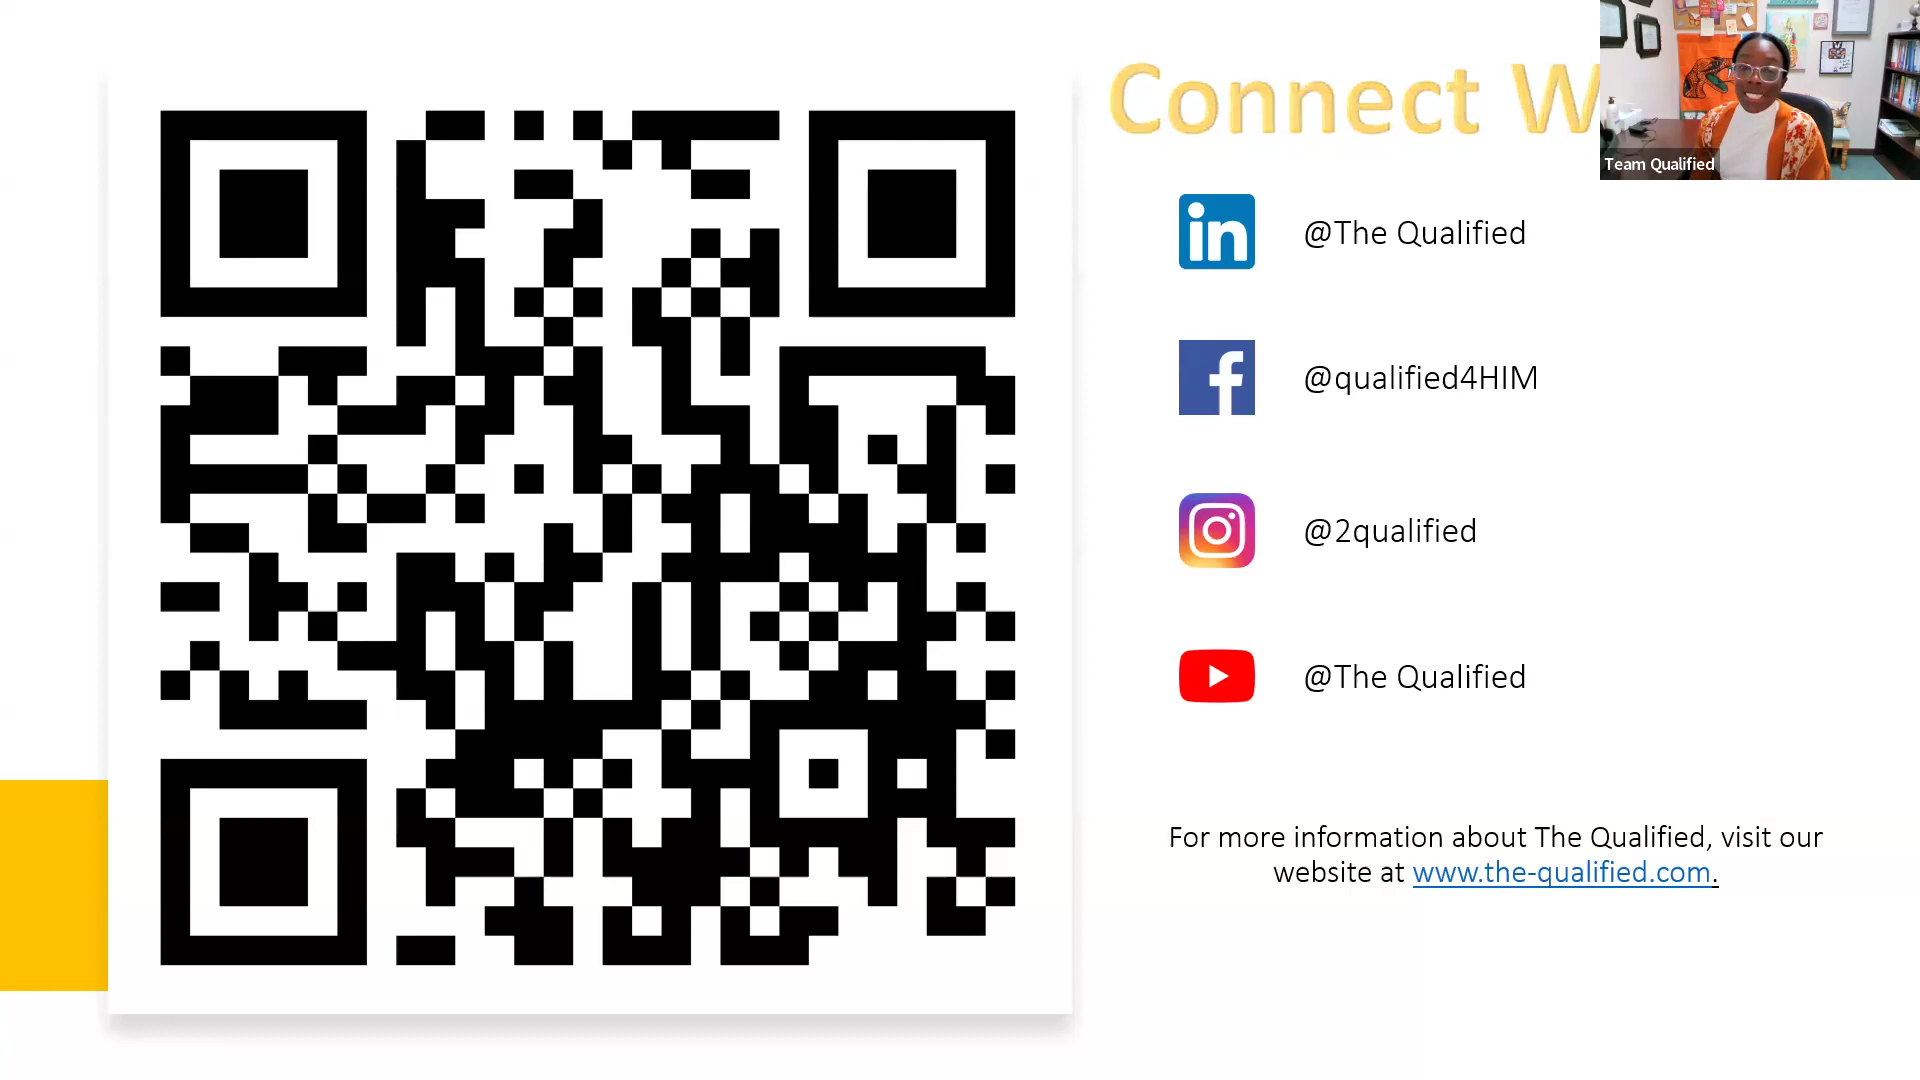 Connect W
Team Qualified
in
@The Qualified
f
@qualified4HIM
@2qualified
@The Qualified
For more information about The Qualified, visit our
website at www.the-qualified.com.